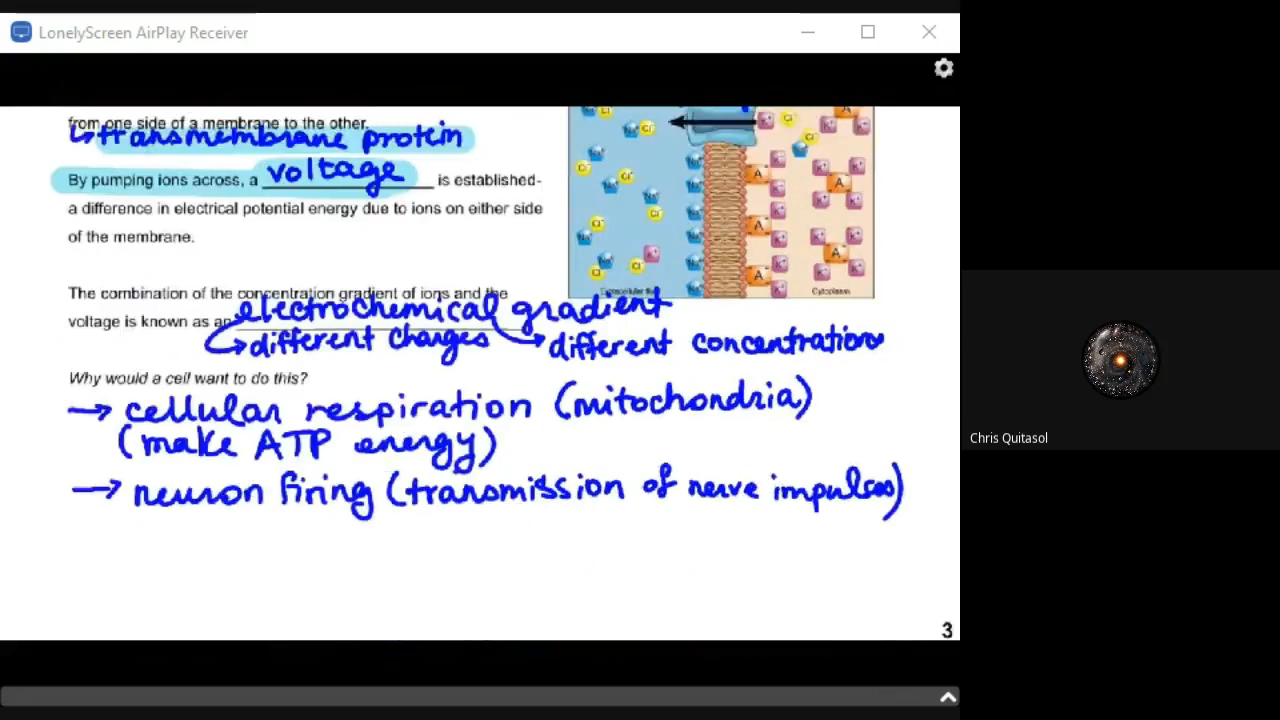 LonelyScreen AirPlay Receiver
from one side of a membrane to the other.
↳ transmembrane protein
By pumping ions across, a voltage is established-
a difference in electrical potential energy due to ions on either side
of the membrane.
The combination of the concentration gradient of ions and the
voltage is known as an electrochemical gradient
→ different charges → different concentrations
Why would a cell want to do this?
→ cellular respiration (mitochondria)
(make ATP energy)
→ neuron firing (transmission of nerve impulses)
Cytoplasm
3
Chris Quitasol